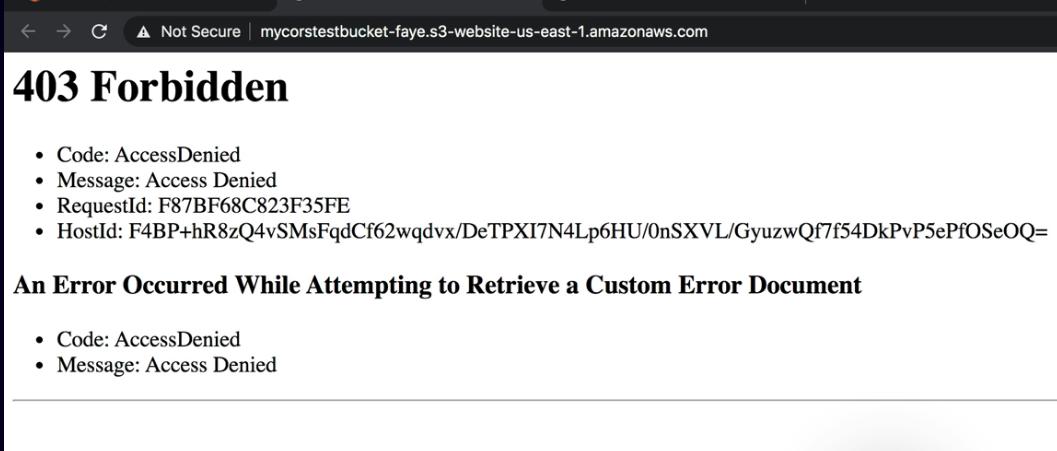 Not Secure mycorstestbucket-faye.s3-website-us-east-1.amazonaws.com
403 Forbidden
• Code: AccessDenied
• Message: Access Denied
• RequestId: F87BF68C823F35FE
• HostId: F4BP+hR8zQ4vSMsFqdCf62wqdvx/DeTPXI7N4Lp6HU/0nSXVL/GyuzwQf7f54DkPvP5ePfOSeOQ=
An Error Occurred While Attempting to Retrieve a Custom Error Document
• Code: AccessDenied
• Message: Access Denied